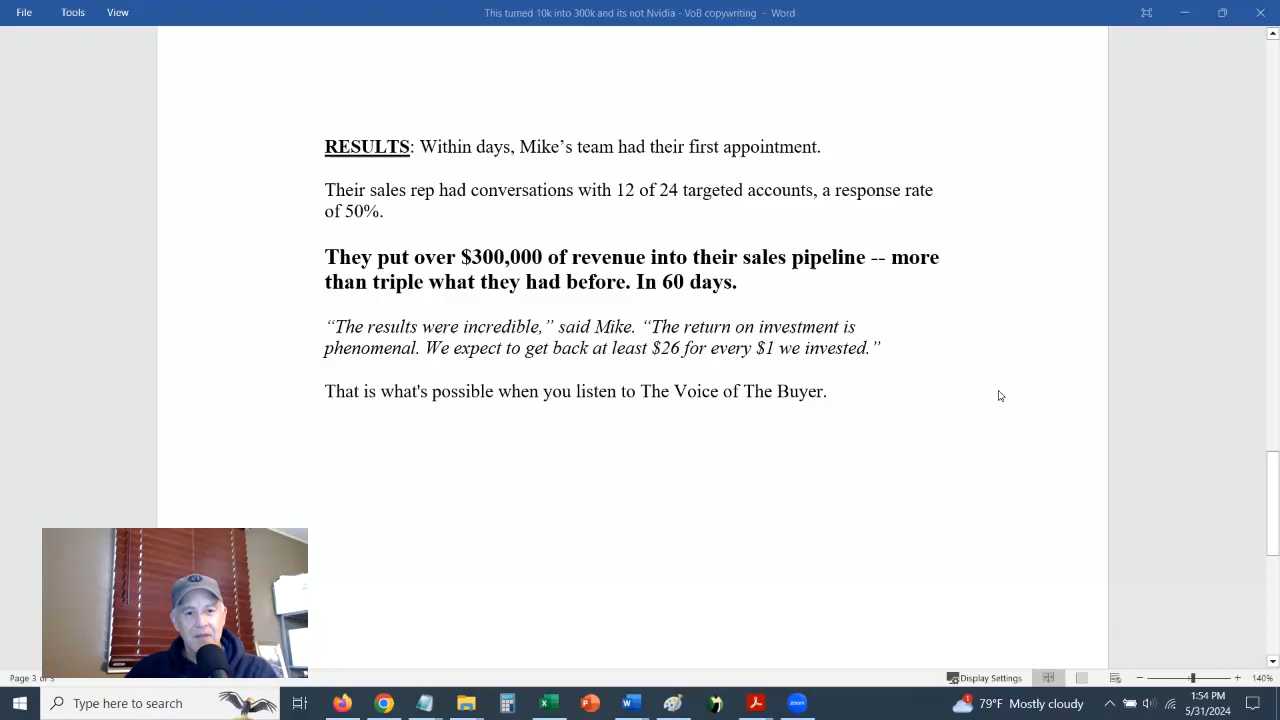 File Tools View This turned 10k into 300k and its not Nvidia - VoB copywriting - Word
RESULTS: Within days, Mike’s team had their first appointment.
Their sales rep had conversations with 12 of 24 targeted accounts, a response rate
of 50%.
They put over $300,000 of revenue into their sales pipeline -- more
than triple what they had before. In 60 days.
“The results were incredible,” said Mike. “The return on investment is
phenomenal. We expect to get back at least $26 for every $1 we invested.”
That is what's possible when you listen to The Voice of The Buyer.
Page 3 of 5 Display Settings 140%
Type here to search 1 79°F Mostly cloudy 1:54 PM
5/31/2024
zoom